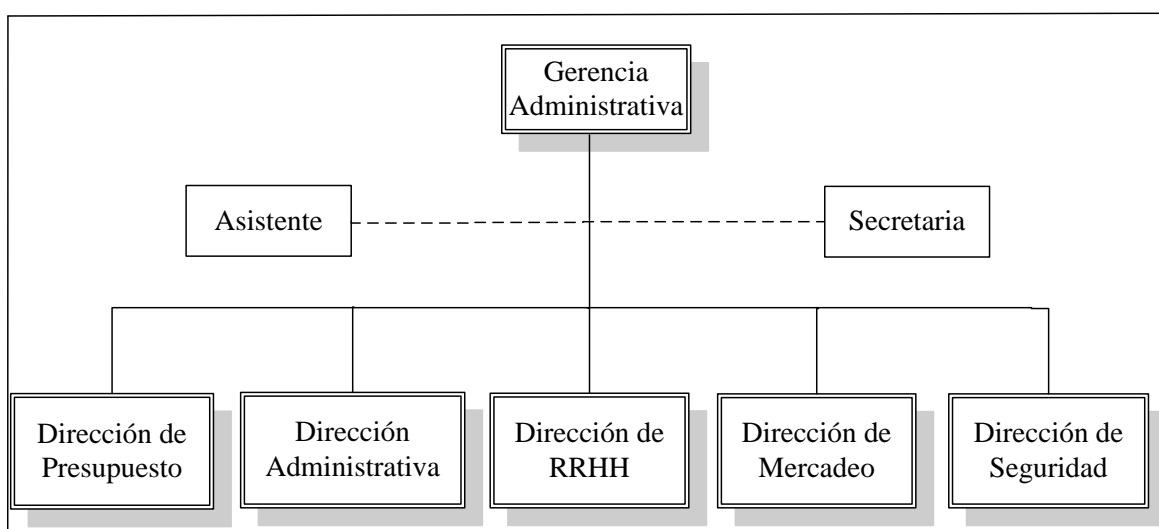 Gerencia
Administrativa
Asistente
Secretaria
Dirección de
Presupuesto
Dirección
Administrativa
Dirección de
RRHH
Dirección de
Mercadeo
Dirección de
Seguridad